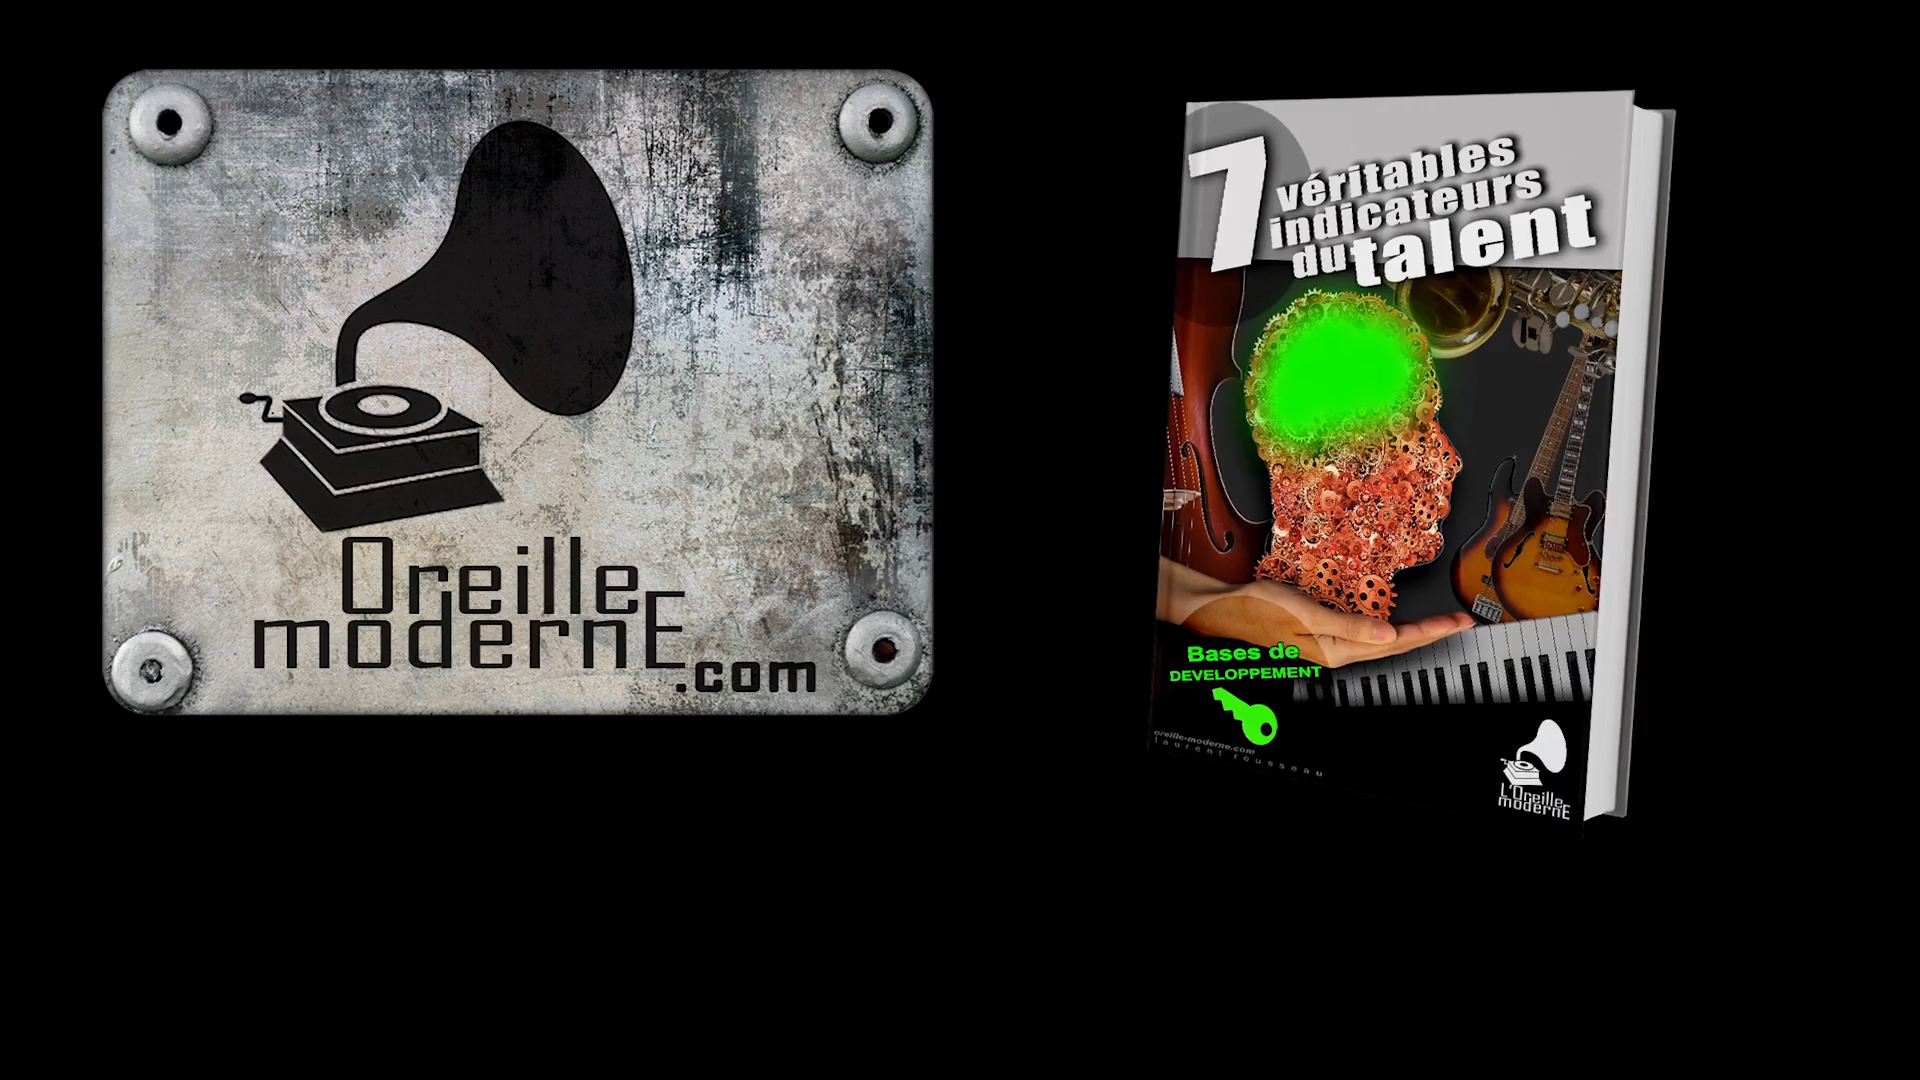 Oreille
modernE
.com
7 véritables
indicateurs
du talent
Bases de
DEVELOPPEMENT
oreille-moderne.com
laurent rousseau
L'Oreille
modernE